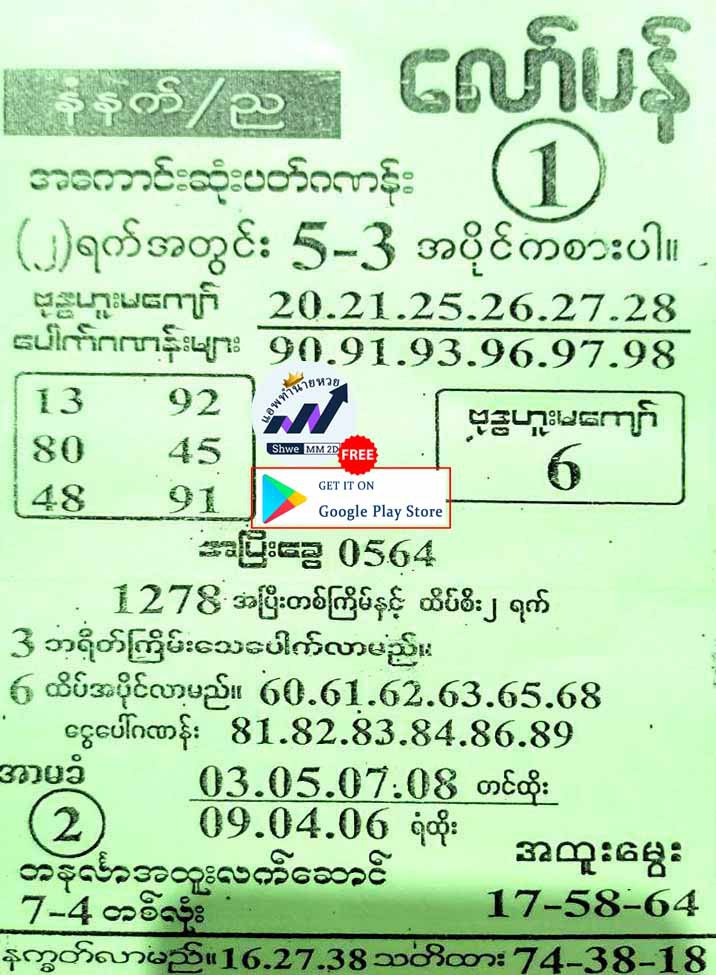 နံနက်/ည
လော်ပန်
1
အကောင်းဆုံးပတ်ဂဏန်း
(၂)ရက်အတွင်း 5-3 အပိုင်ကစားပါ။
ဗုဒ္ဓဟူးမကျော် 20.21.25.26.27.28
ပေါက်ဂဏန်းများ 90.91.93.96.97.98
13 92
80 45
48 91
แอพทำนายหวย
Shwe MM 2D
FREE
GET IT ON
Google Play Store
ဗုဒ္ဓဟူးမကျော်
6
အပြီးခွေ 0564
1278 အပြီးတစ်ကြိမ်နှင့် ထိပ်စီး၂ ရက်
3 ဘရိတ်ကြိမ်းသေပေါက်လာမည်။
6 ထိပ်အပိုင်လာမည်။ 60.61.62.63.65.68
ငွေပေါ်ဂဏန်း 81.82.83.84.86.89
အာမခံ
2
03.05.07.08 တင်ထိုး
09.04.06 ရံထိုး
အထူးမွေး
တနင်္လာအထူးလက်ဆောင်
7-4 တစ်လုံး
17-58-64
နက္ခတ်လာမည်။16.27.38 သတိထား 74-38-18